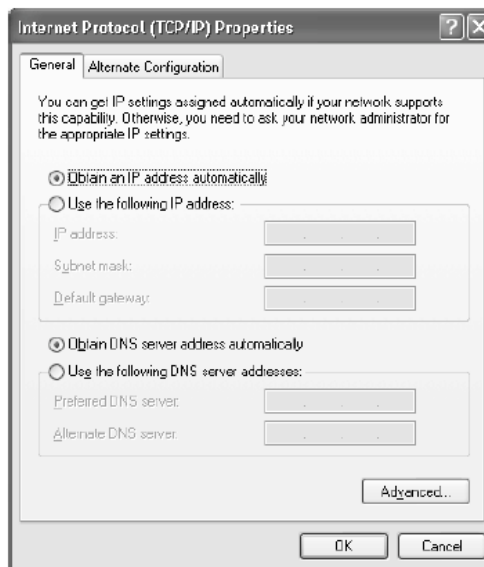 Internet Protocol (TCP/IP) Properties
General
Alternate Configuration
You can get IP settings assigned automatically if your network supports
this capability. Otherwise, you need to ask your network administrator for
the appropriate IP settings.
Obtain an IP address automatically
Use the following IP address:
IP address:
Subnet mask:
Default gateway:
Obtain DNS server address automatically
Use the following DNS server addresses:
Preferred DNS server:
Alternate DNS server:
Advanced...
OK
Cancel